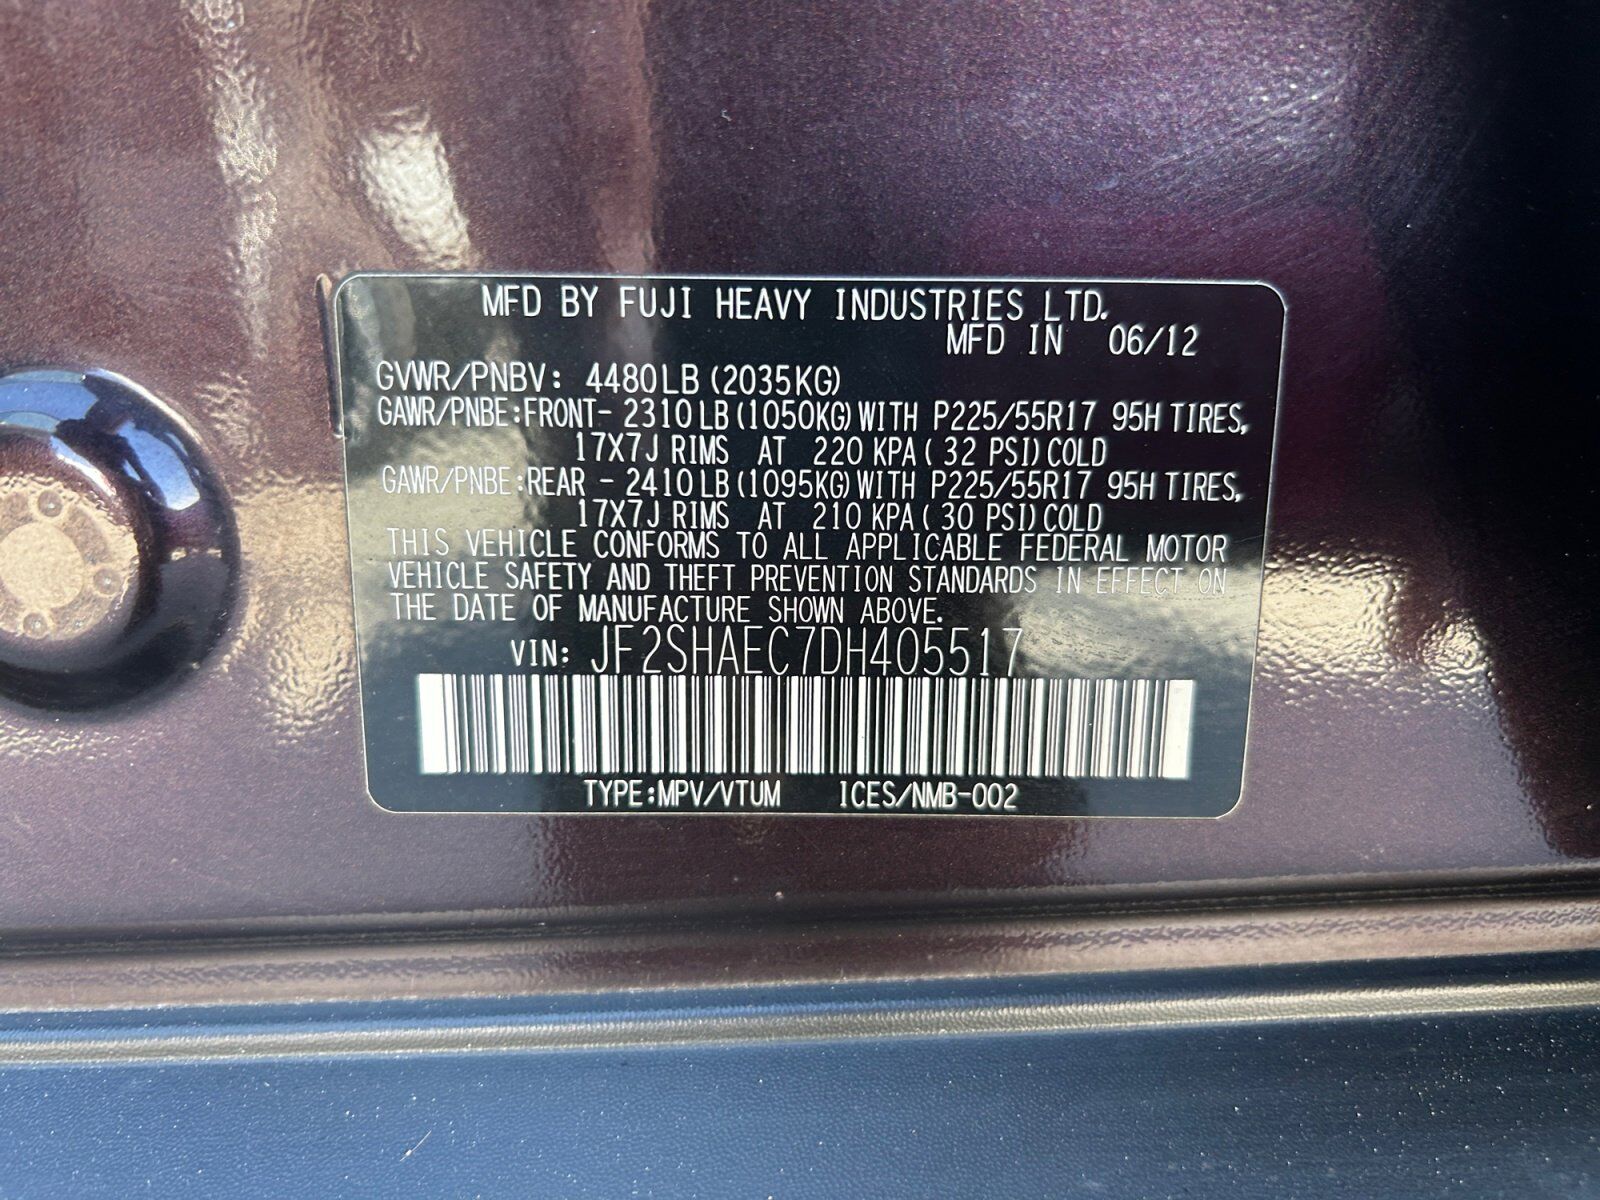 MFD BY FUJI HEAVY INDUSTRIES LTD.
MFD IN 06/12
GVWR/PNBV: 4480LB (2035KG)
GAWR/PNBE:FRONT- 2310 LB (1050KG) WITH P225/55R17 95H TIRES,
17X7J RIMS AT 220 KPA ( 32 PSI) COLD
GAWR/PNBE:REAR - 2410 LB (1095KG) WITH P225/55R17 95H TIRES,
17X7J RIMS AT 210 KPA ( 30 PSI) COLD
THIS VEHICLE CONFORMS TO ALL APPLICABLE FEDERAL MOTOR
VEHICLE SAFETY AND THEFT PREVENTION STANDARDS IN EFFECT ON
THE DATE OF MANUFACTURE SHOWN ABOVE.
VIN: JF2SHAEC7DH405517
TYPE:MPV/VTUM ICES/NMB-002